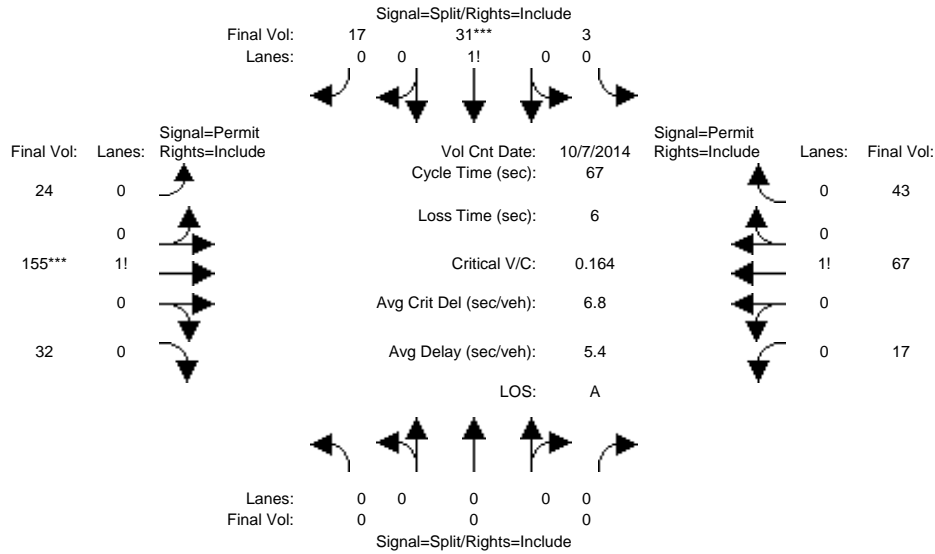 Signal=Split/Rights=Include
Final Vol: 17 31*** 3
Lanes: 0 0 1! 0 0
Signal=Permit Signal=Permit
Final Vol: Lanes: Rights=Include Vol Cnt Date: 10/7/2014 Rights=Include Lanes: Final Vol:
Cycle Time (sec): 67
24 0 0 43
Loss Time (sec): 6
0 0
155*** 1! Critical V/C: 0.164 1! 67
0 Avg Crit Del (sec/veh): 6.8 0
32 0 Avg Delay (sec/veh): 5.4 0 17
LOS: A
Lanes: 0 0 0 0 0
Final Vol: 0 0 0
Signal=Split/Rights=Include